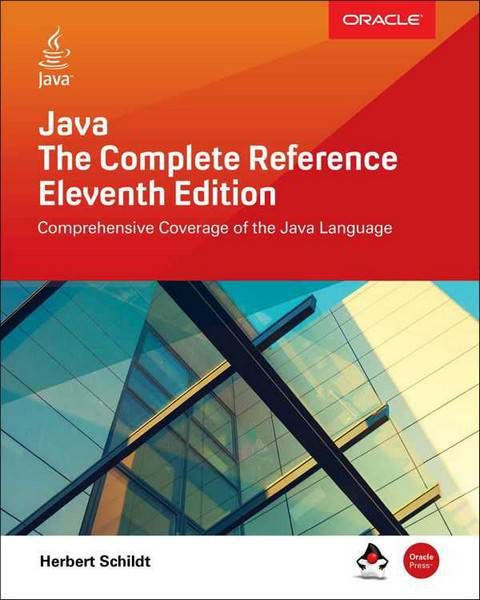 ORACLE
Java
Java
The Complete Reference
Eleventh Edition
Comprehensive Coverage of the Java Language
Herbert Schildt
Oracle
Press